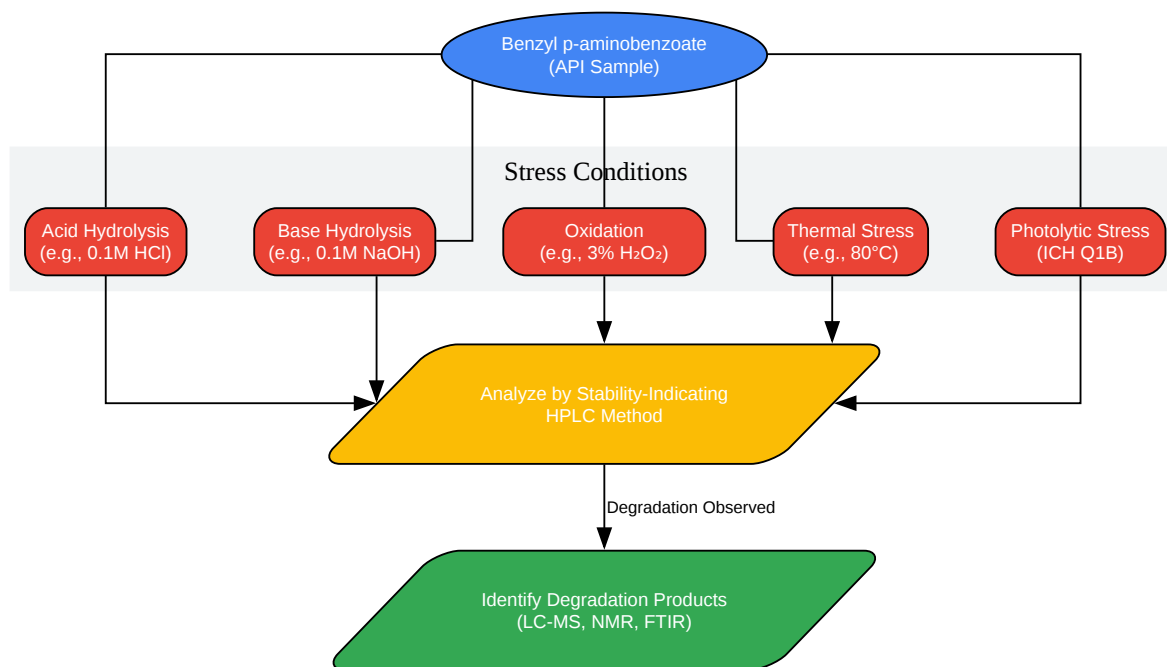 Benzyl p-aminobenzoate
(API Sample)
Stress Conditions
Acid Hydrolysis
(e.g., 0.1M HCl)
Base Hydrolysis
(e.g., 0.1M NaOH)
Oxidation
(e.g., 3% H₂O₂)
Thermal Stress
(e.g., 80°C)
Photolytic Stress
(ICH Q1B)
Analyze by Stability-Indicating
HPLC Method
Degradation Observed
Identify Degradation Products
(LC-MS, NMR, FTIR)